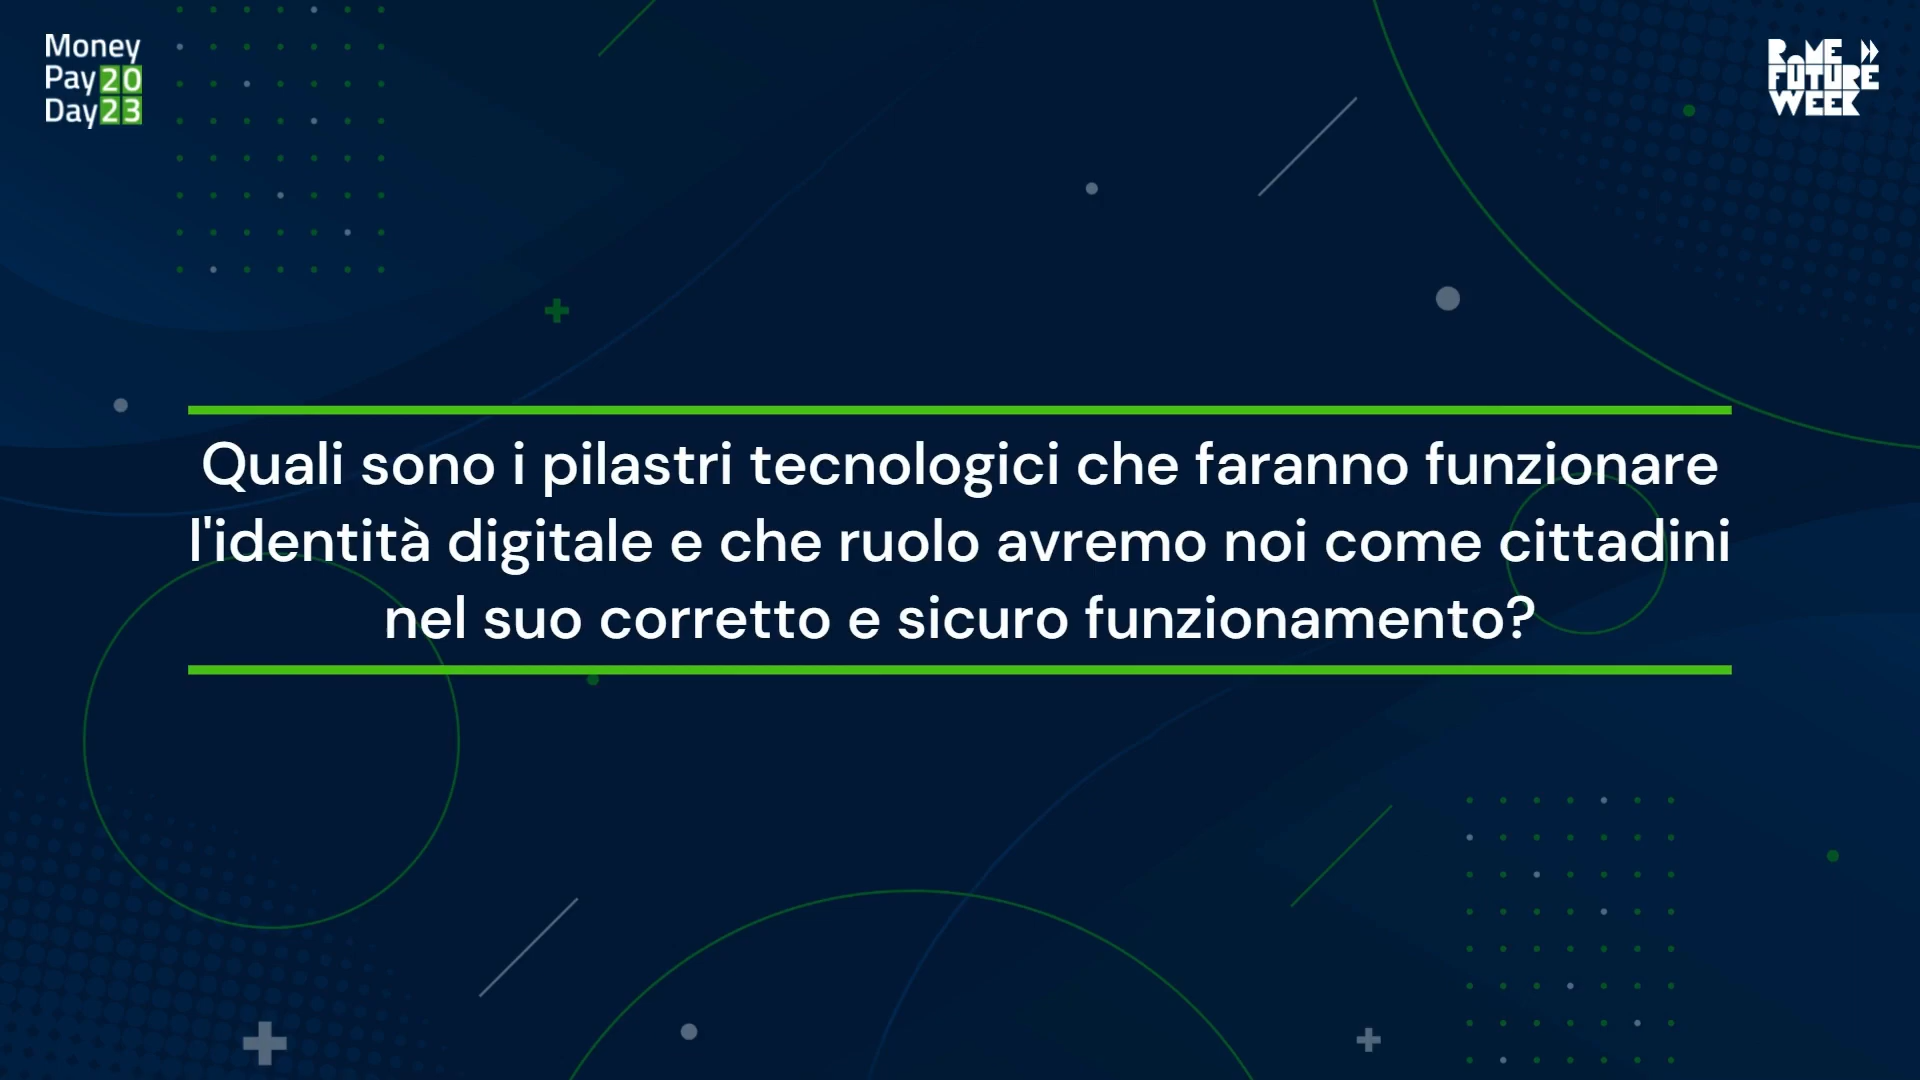 Money
Pay 20
Day 23
ROME
FUTURE
WEEK
Quali sono i pilastri tecnologici che faranno funzionare
l'identità digitale e che ruolo avremo noi come cittadini
nel suo corretto e sicuro funzionamento?